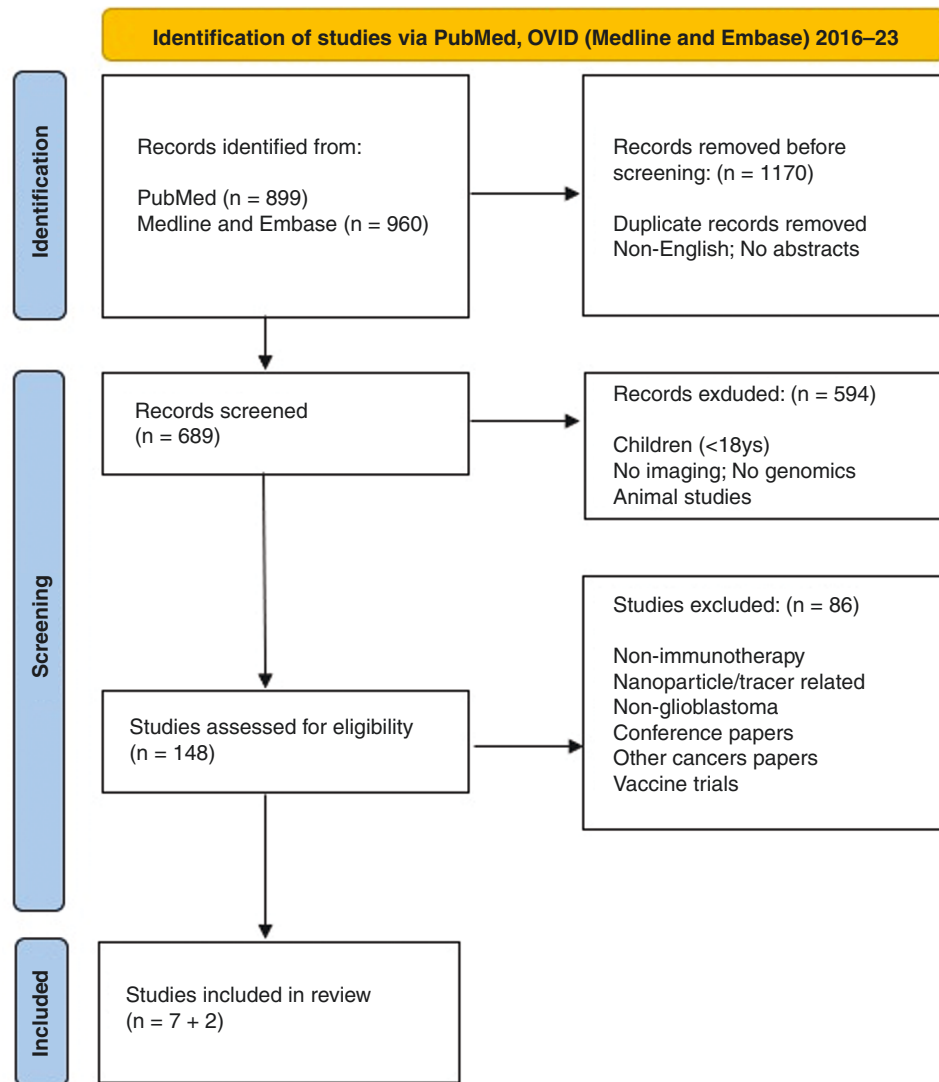 Identification of studies via PubMed, OVID (Medline and Embase) 2016–23
Identification
Records identified from:
PubMed (n = 899)
Medline and Embase (n = 960)
Records removed before
screening: (n = 1170)
Duplicate records removed
Non-English; No abstracts
Screening
Records screened
(n = 689)
Records exduded: (n = 594)
Children (<18ys)
No imaging; No genomics
Animal studies
Studies assessed for eligibility
(n = 148)
Studies excluded: (n = 86)
Non-immunotherapy
Nanoparticle/tracer related
Non-glioblastoma
Conference papers
Other cancers papers
Vaccine trials
Included
Studies included in review
(n = 7 + 2)